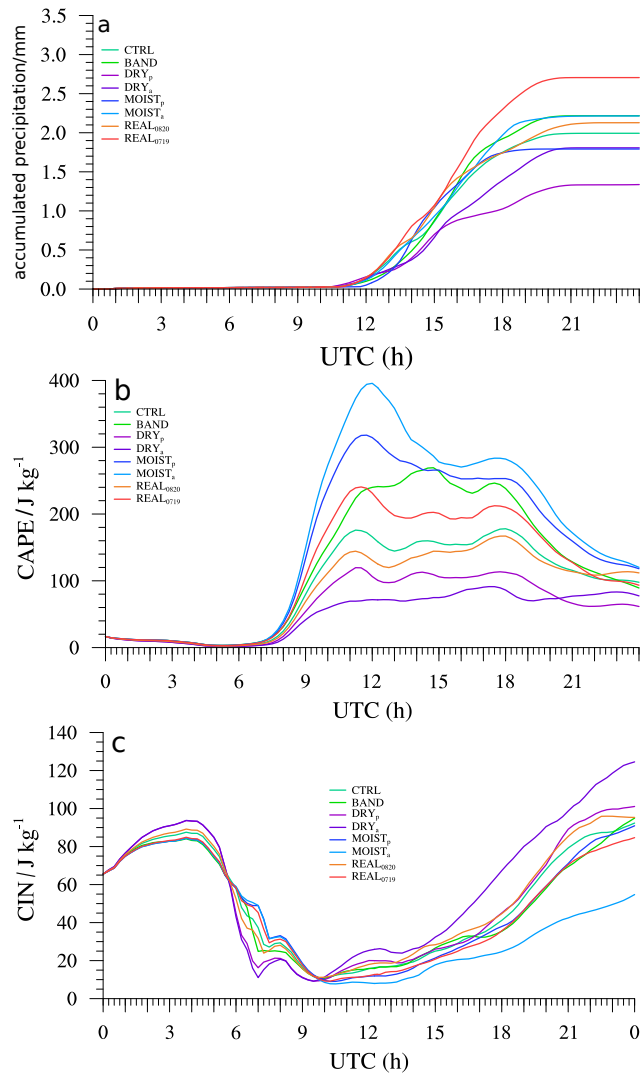 a
accumulated precipitation/mm
3.5
3.0
2.5
2.0
1.5
1.0
0.5
0.0
CTRL
BAND
DRYp
DRYa
MOISTp
MOISTa
REAL0820
REAL0719
0 3 6 9 12 15 18 21
UTC (h)
b
CAPE / J kg⁻¹
400
300
200
100
0
CTRL
BAND
DRYp
DRYa
MOISTp
MOISTa
REAL0820
REAL0719
0 3 6 9 12 15 18 21
UTC (h)
c
CIN / J kg⁻¹
140
120
100
80
60
40
20
0
CTRL
BAND
DRYp
DRYa
MOISTp
MOISTa
REAL0820
REAL0719
0 3 6 9 12 15 18 21 0
UTC (h)